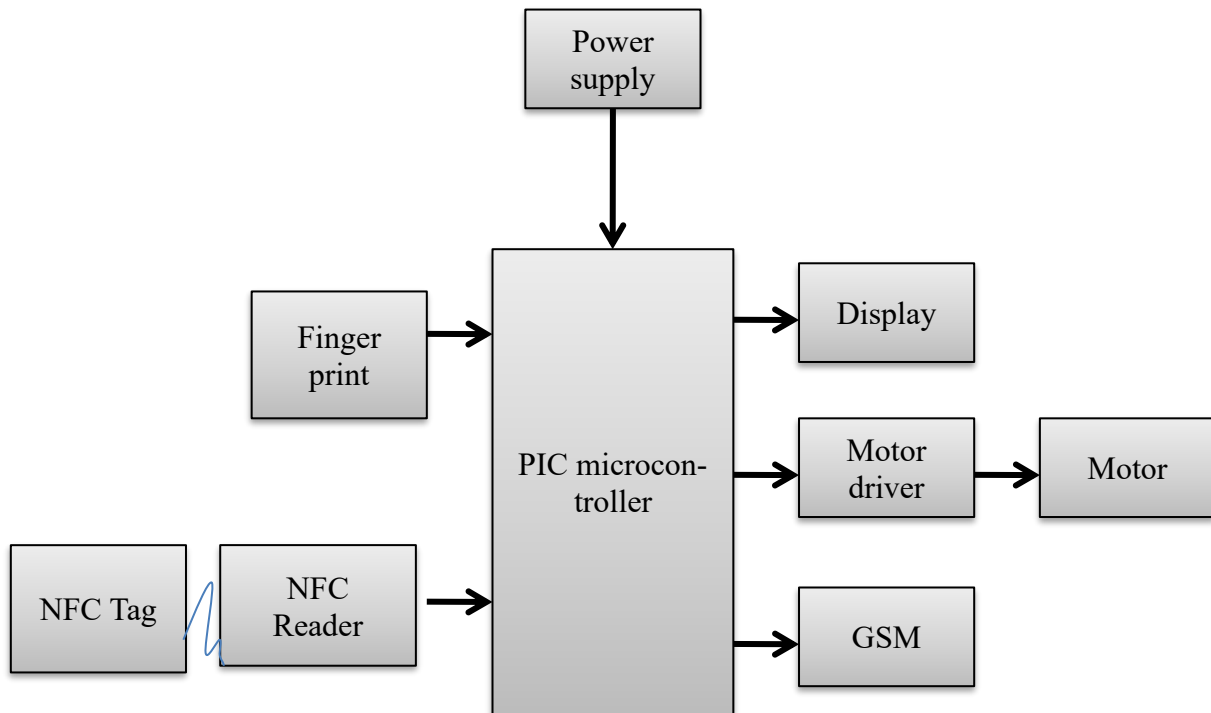 Power
supply
Finger
print
Display
PIC microcon-
troller
Motor
driver
Motor
NFC Tag
NFC
Reader
GSM